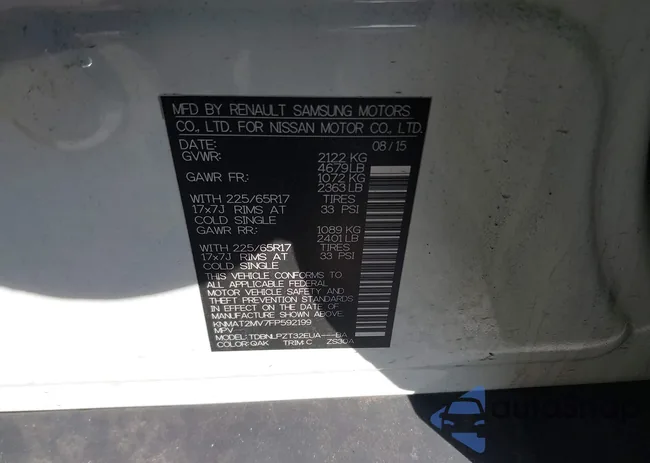 MFD BY RENAULT SAMSUNG MOTORS
CO., LTD. FOR NISSAN MOTOR CO., LTD.
DATE: 08/15
GVWR: 2122 KG
4679 LB
GAWR FR: 1072 KG
2363 LB
WITH 225/65R17 TIRES
17x7J RIMS AT 33 PSI
COLD SINGLE
GAWR RR: 1089 KG
2401 LB
WITH 225/65R17 TIRES
17x7J RIMS AT 33 PSI
COLD SINGLE
THIS VEHICLE CONFORMS TO
ALL APPLICABLE FEDERAL
MOTOR VEHICLE SAFETY AND
THEFT PREVENTION STANDARDS
IN EFFECT ON THE DATE OF
MANUFACTURE SHOWN ABOVE.
KNMAT2MV7FP592199
MPV
MODEL: TDBNLPZT32EUA---BA
COLOR: QAK TRIM: C ZS30A
autosnap